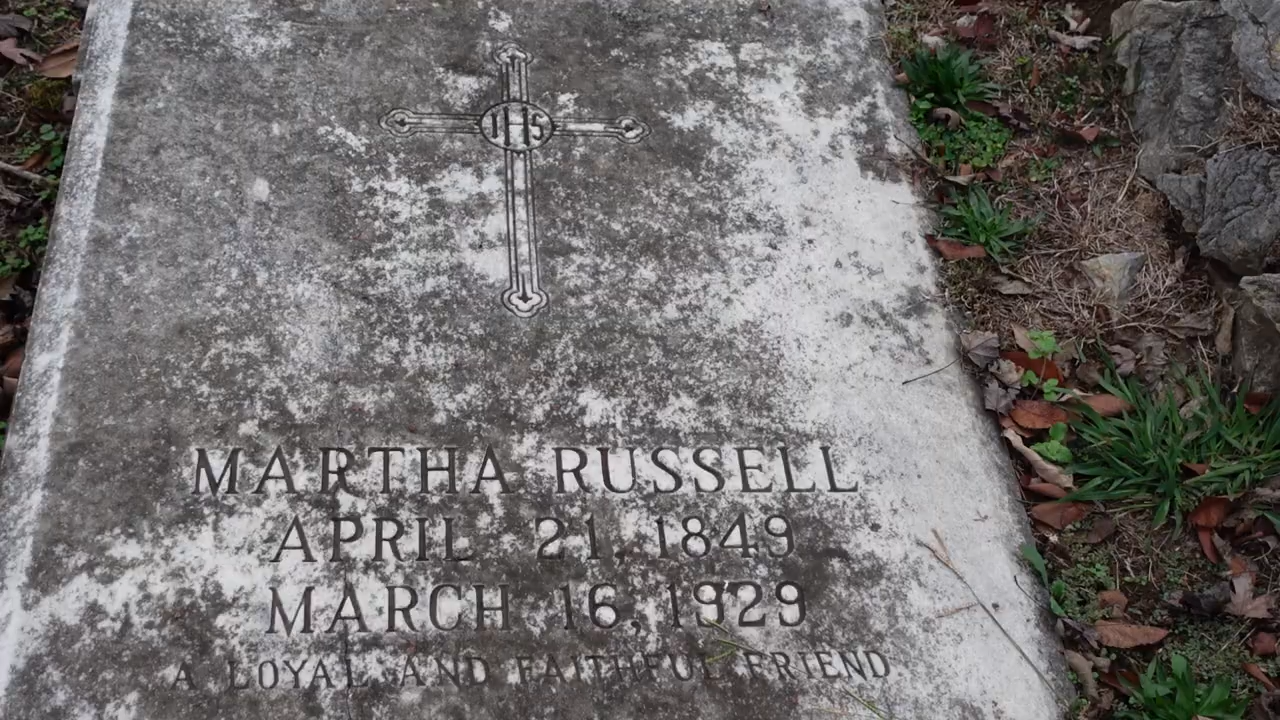 IHS
MARTHA RUSSELL
APRIL 21, 1849
MARCH 16, 1929
A LOYAL AND FAITHFUL FRIEND